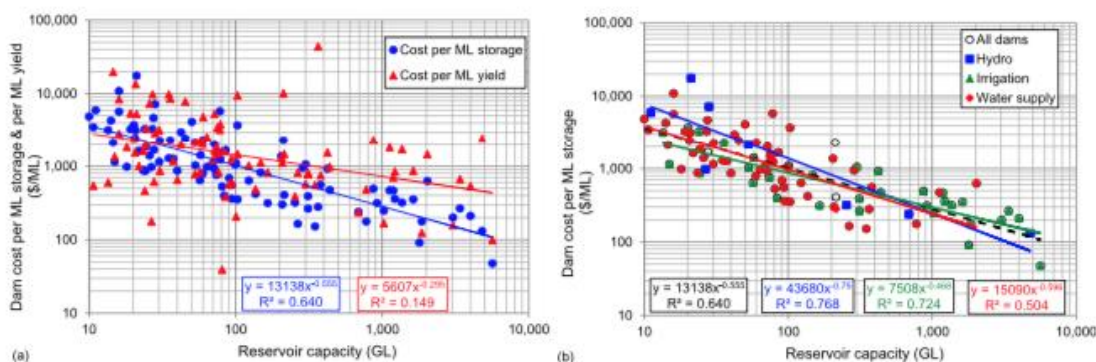 100,000
10,000
1,000
100
10
10
100
1,000
10,000
Dam cost per ML storage & per ML yield
($/ML)
Cost per ML storage
Cost per ML yield
y = 13138x^-0.555
R² = 0.640
y = 5607x^-0.295
R² = 0.149
Reservoir capacity (GL)
(a)
100,000
10,000
1,000
100
10
10
100
1,000
10,000
Dam cost per ML storage
($/ML)
All dams
Hydro
Irrigation
Water supply
y = 13138x^-0.555
R² = 0.640
y = 43680x^-0.75
R² = 0.768
y = 7508x
R² = 0.724
y = 15090x
R² = 0.504
Reservoir capacity (GL)
(b)